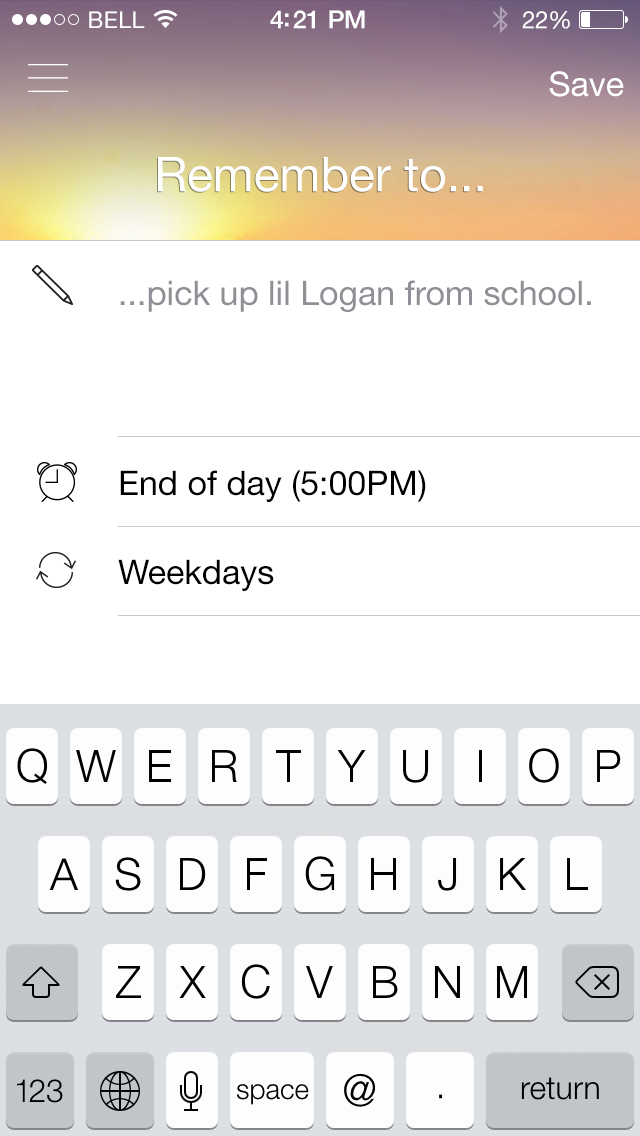 BELL 4:21 PM 22%
Save
Remember to...
...pick up lil Logan from school.
End of day (5:00PM)
Weekdays
Q W E R T Y U I O P
A S D F G H J K L
Z X C V B N M
123 space @ . return